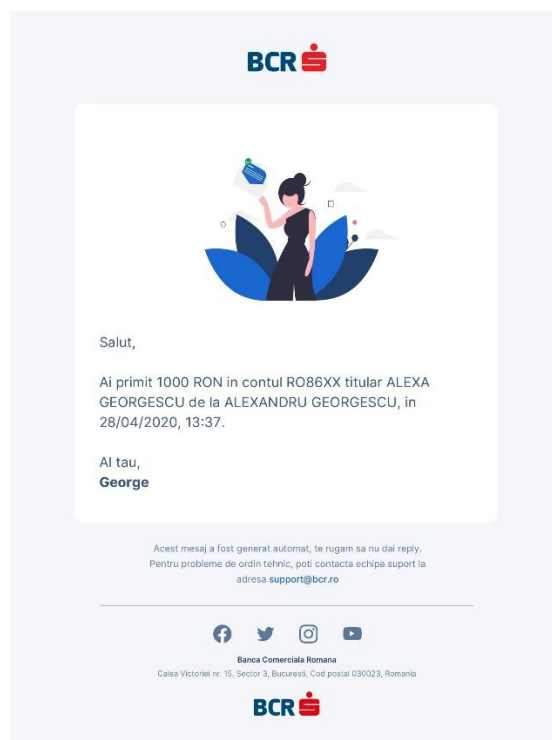 BCR
Salut,
Ai primit 1000 RON in contul RO86XX titular ALEXA
GEORGESCU de la ALEXANDRU GEORGESCU, in
28/04/2020, 13:37.
Al tau,
George
Acest mesaj a fost generat automat, te rugam sa nu dai reply.
Pentru probleme de ordin tehnic, poti contacta echipa suport la
adresa support@bcr.ro
Banca Comerciala Romana
Calea Victoriei nr. 15, Sector 3, Bucuresti, Cod postal 030023, Romania
BCR